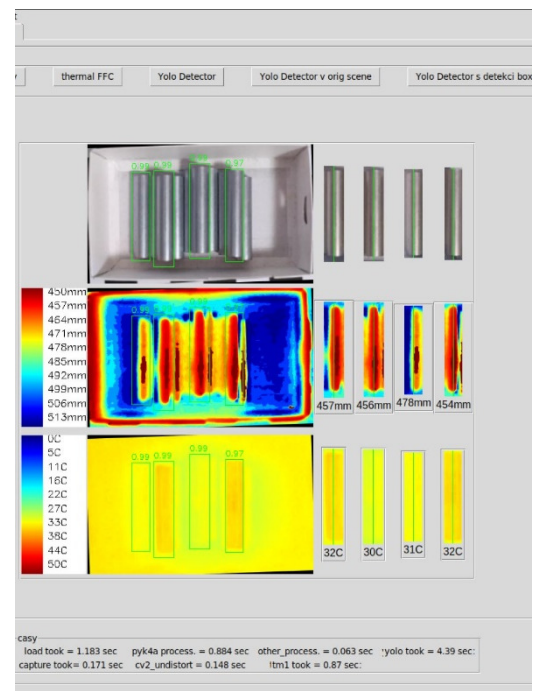 thermal FFC
Yolo Detector
Yolo Detector v orig scene
Yolo Detector s detekci box
0.99 0.99 0.99 0.97
450mm
457mm
464mm
471mm
478mm
485mm
492mm
499mm
506mm
513mm
457mm 456mm 478mm 454mm
0C
5C
11C
16C
22C
27C
33C
38C
44C
50C
0.99 0.99 0.99 0.97
32C 30C 31C 32C
casy
load took = 1.183 sec pyk4a process. = 0.884 sec other_process. = 0.063 sec yolo took = 4.39 sec:
capture took= 0.171 sec cv2_undistort = 0.148 sec !tm1 took = 0.87 sec: